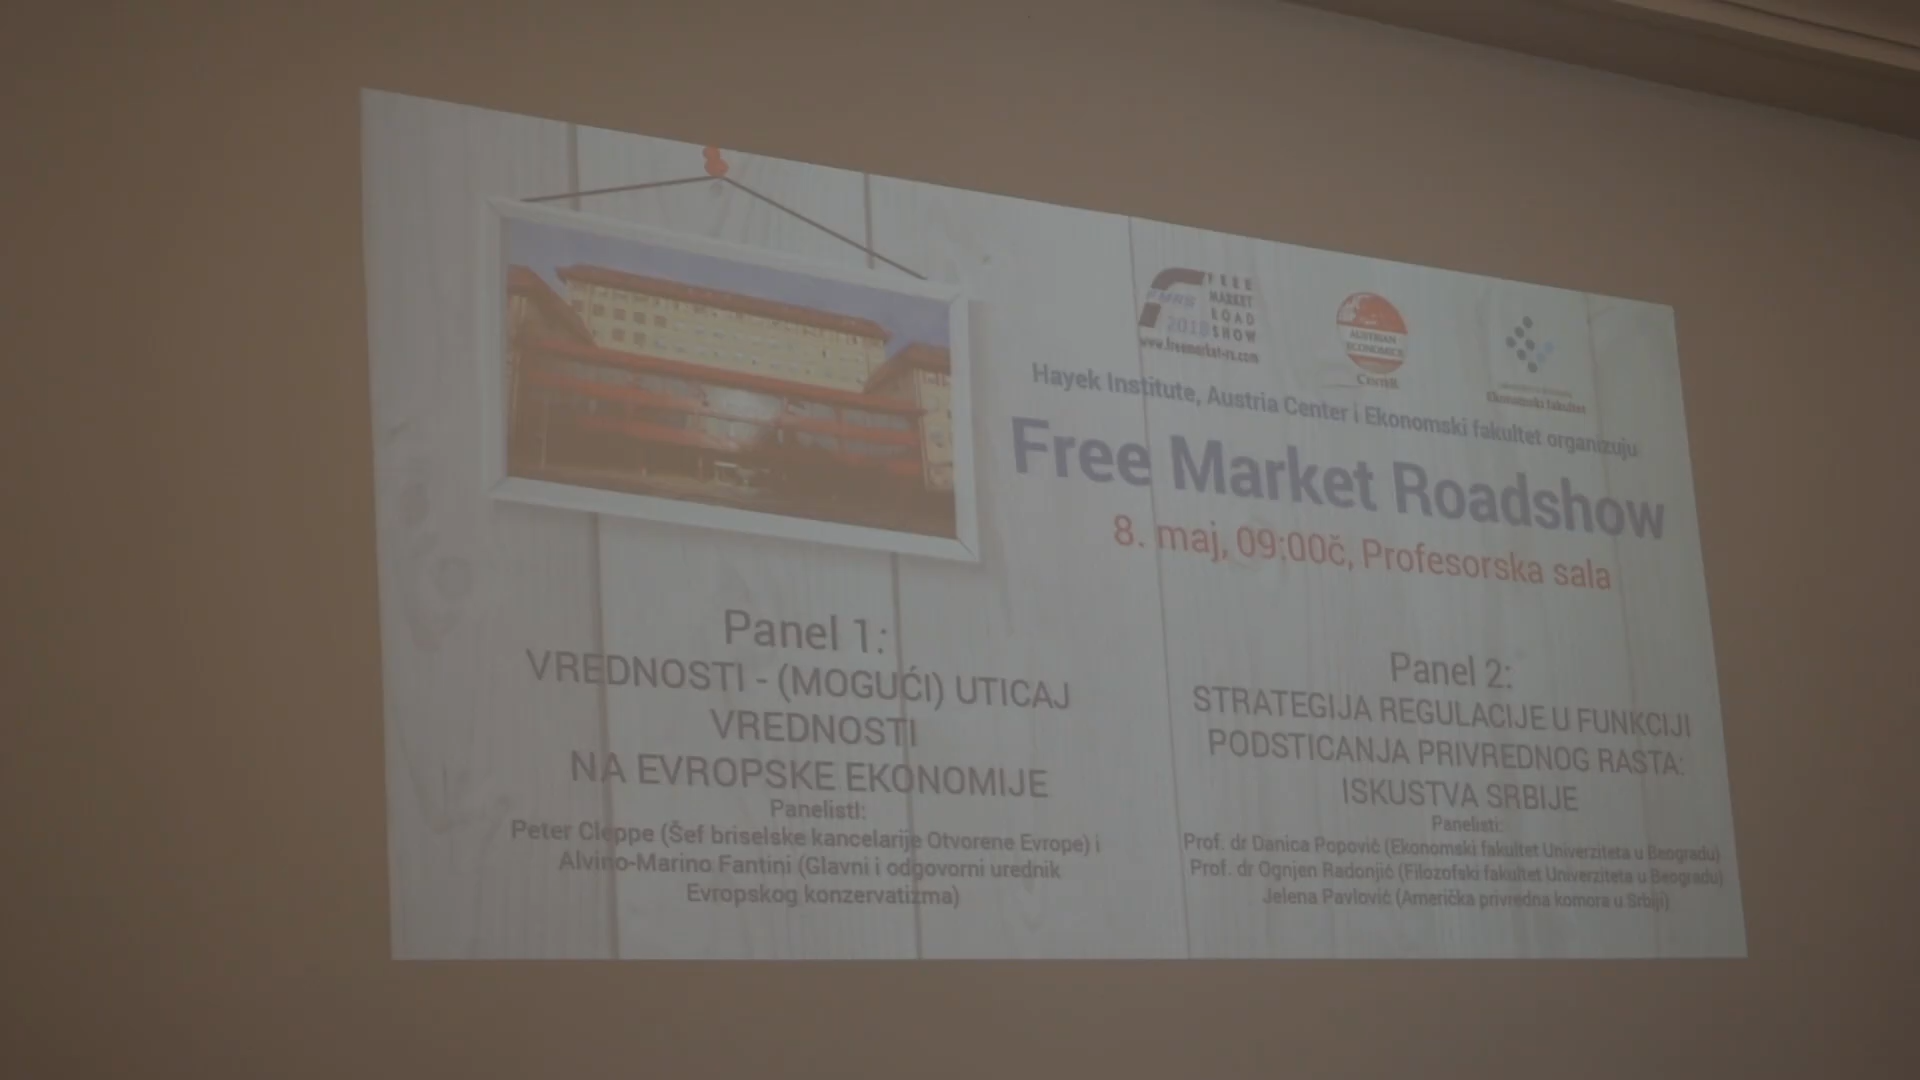 FREE
MARKET
ROAD
SHOW
FMRS
www.freemarket-rs.com
AUSTRIAN
ECONOMICS
CENTER
Ekonomski fakultet
Hayek Institute, Austria Center i Ekonomski fakultet organizuju
Free Market Roadshow
8. maj, 09:00č, Profesorska sala
Panel 1:
VREDNOSTI - (MOGUĆI) UTICAJ
VREDNOSTI
NA EVROPSKE EKONOMIJE
PanelistI:
Peter Cleppe (Šef briselske kancelarije Otvorene Evrope) i
Alvino-Marino Fantini (Glavni i odgovorni urednik
Evropskog konzervatizma)
Panel 2:
STRATEGIJA REGULACIJE U FUNKCIJI
PODSTICANJA PRIVREDNOG RASTA:
ISKUSTVA SRBIJE
Panelisti:
Prof. dr Danica Popović (Ekonomski fakultet Univerziteta u Beogradu)
Prof. dr Ognjen Radonjić (Filozofski fakultet Univerziteta u Beogradu)
Jelena Pavlović (Američka privredna komora u Srbiji)